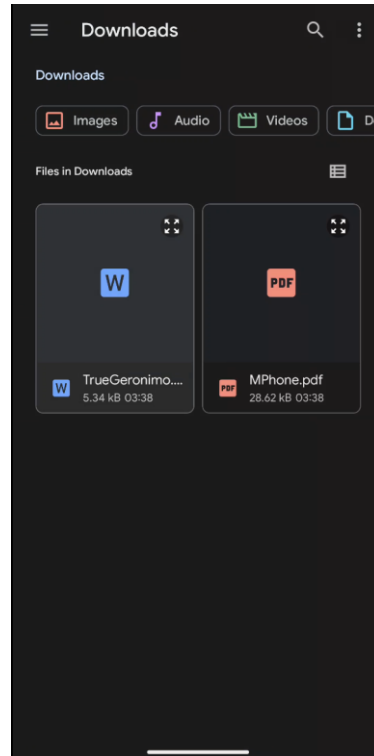 Downloads
Downloads
Images
Audio
Videos
D
Files in Downloads
W
PDF
W TrueGeronimo....
5.34 kB 03:38
PDF MPhone.pdf
28.62 kB 03:38